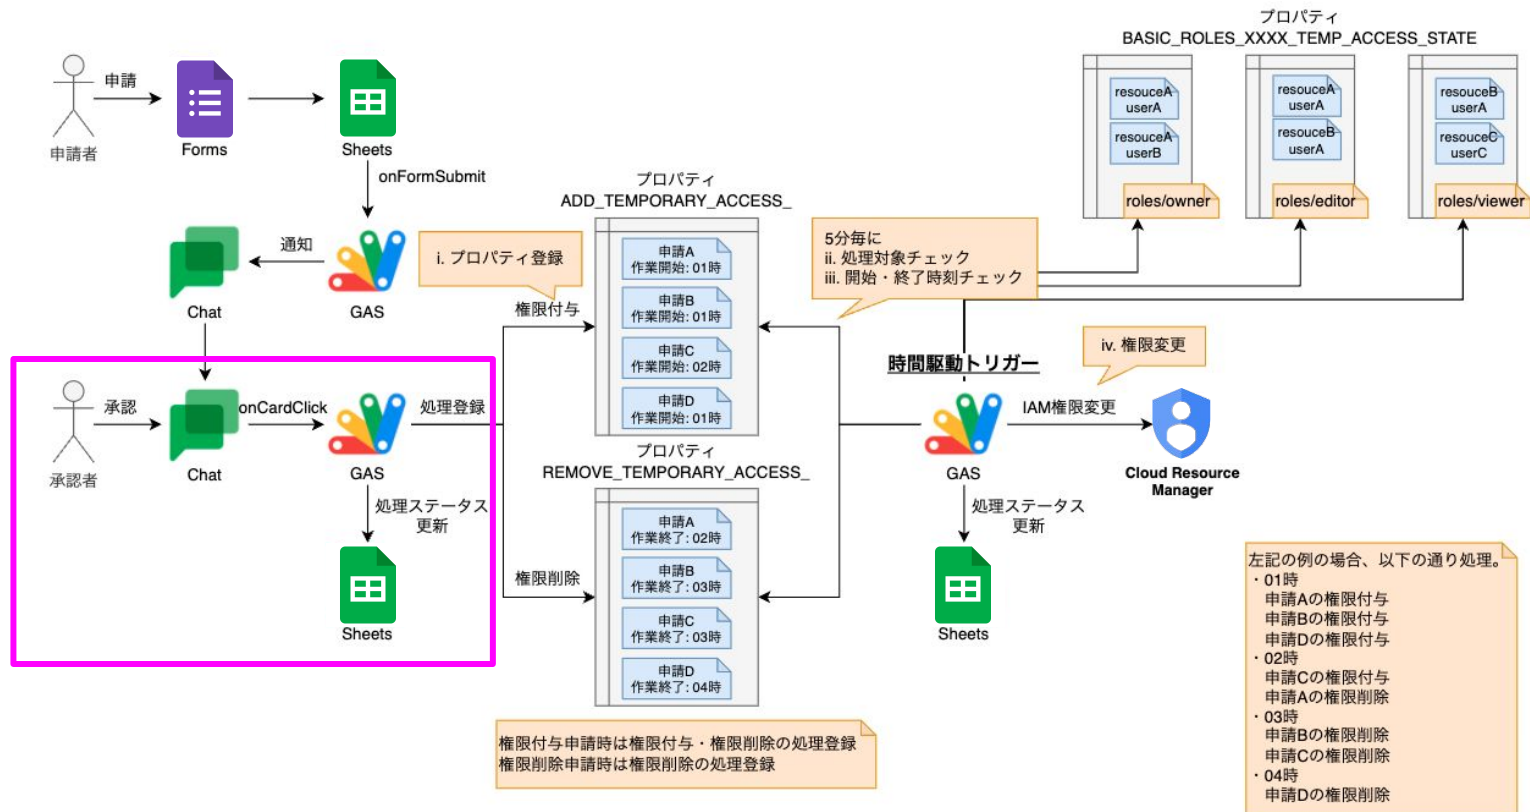 申請
申請者
Forms
Sheets
onFormSubmit
通知
Chat
GAS
i. プロパティ登録
承認
承認者
Chat
onCardClick
GAS
処理登録
処理ステータス
更新
Sheets
権限付与
権限削除
プロパティ
ADD_TEMPORARY_ACCESS_
申請A
作業開始: 01時
申請B
作業開始: 01時
申請C
作業開始: 02時
申請D
作業開始: 01時
プロパティ
REMOVE_TEMPORARY_ACCESS_
申請A
作業終了: 02時
申請B
作業終了: 03時
申請C
作業終了: 03時
申請D
作業終了: 04時
権限付与申請時は権限付与・権限削除の処理登録
権限削除申請時は権限削除の処理登録
5分毎に
ii. 処理対象チェック
iii. 開始・終了時刻チェック
時間駆動トリガー
GAS
処理ステータス
更新
Sheets
IAM権限変更
iv. 権限変更
Cloud Resource
Manager
プロパティ
BASIC_ROLES_XXXX_TEMP_ACCESS_STATE
resouceA
userA
resouceA
userB
roles/owner
resouceA
userA
resouceB
userA
roles/editor
resouceB
userA
resouceC
userC
roles/viewer
左記の例の場合、以下の通り処理。
・01時
申請Aの権限付与
申請Bの権限付与
申請Dの権限付与
・02時
申請Cの権限付与
申請Aの権限削除
・03時
申請Bの権限削除
申請Cの権限削除
・04時
申請Dの権限削除